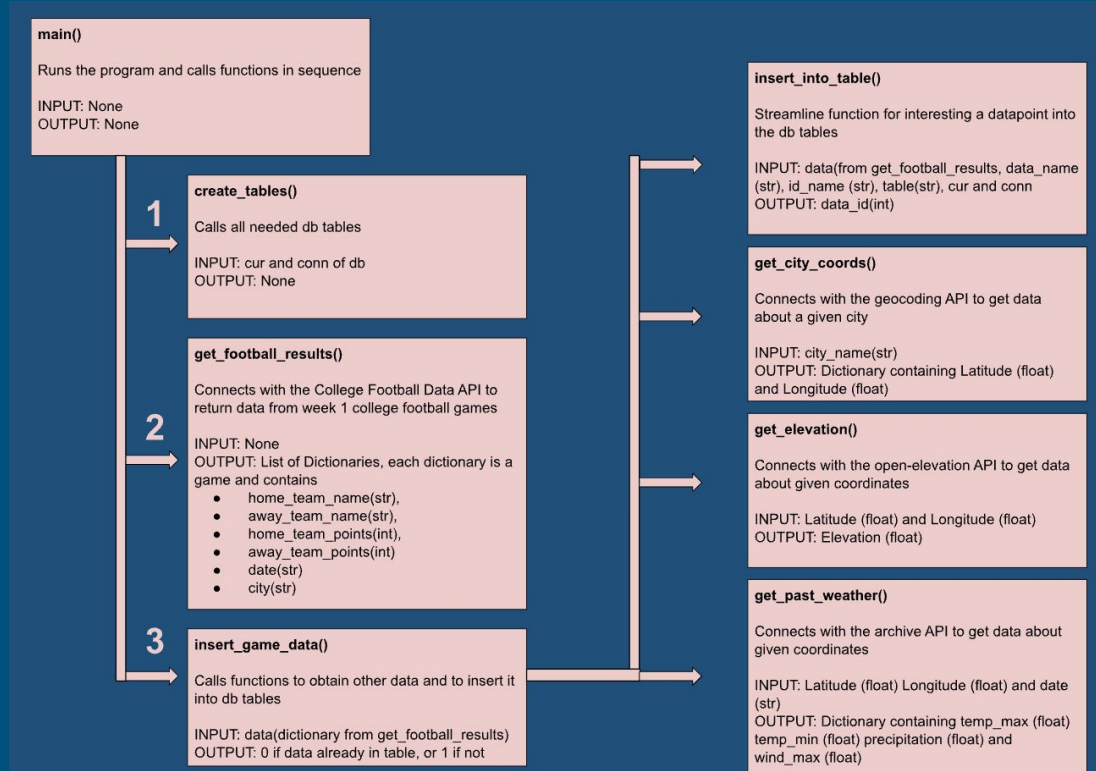 main()
Runs the program and calls functions in sequence
INPUT: None
OUTPUT: None
1
create_tables()
Calls all needed db tables
INPUT: cur and conn of db
OUTPUT: None
2
get_football_results()
Connects with the College Football Data API to
return data from week 1 college football games
INPUT: None
OUTPUT: List of Dictionaries, each dictionary is a
game and contains
● home_team_name(str),
● away_team_name(str),
● home_team_points(int),
● away_team_points(int)
● date(str)
● city(str)
3
insert_game_data()
Calls functions to obtain other data and to insert it
into db tables
INPUT: data(dictionary from get_football_results)
OUTPUT: 0 if data already in table, or 1 if not
insert_into_table()
Streamline function for interesting a datapoint into
the db tables
INPUT: data(from get_football_results, data_name
(str), id_name (str), table(str), cur and conn
OUTPUT: data_id(int)
get_city_coords()
Connects with the geocoding API to get data
about a given city
INPUT: city_name(str)
OUTPUT: Dictionary containing Latitude (float)
and Longitude (float)
get_elevation()
Connects with the open-elevation API to get data
about given coordinates
INPUT: Latitude (float) and Longitude (float)
OUTPUT: Elevation (float)
get_past_weather()
Connects with the archive API to get data about
given coordinates
INPUT: Latitude (float) Longitude (float) and date
(str)
OUTPUT: Dictionary containing temp_max (float)
temp_min (float) precipitation (float) and
wind_max (float)